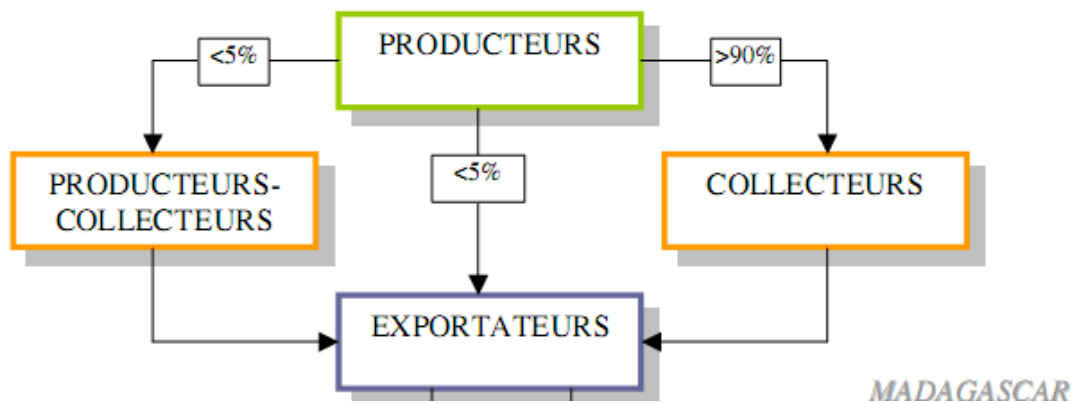 PRODUCTEURS
<5%
>90%
<5%
PRODUCTEURS-
COLLECTEURS
COLLECTEURS
EXPORTATEURS
MADAGASCAR